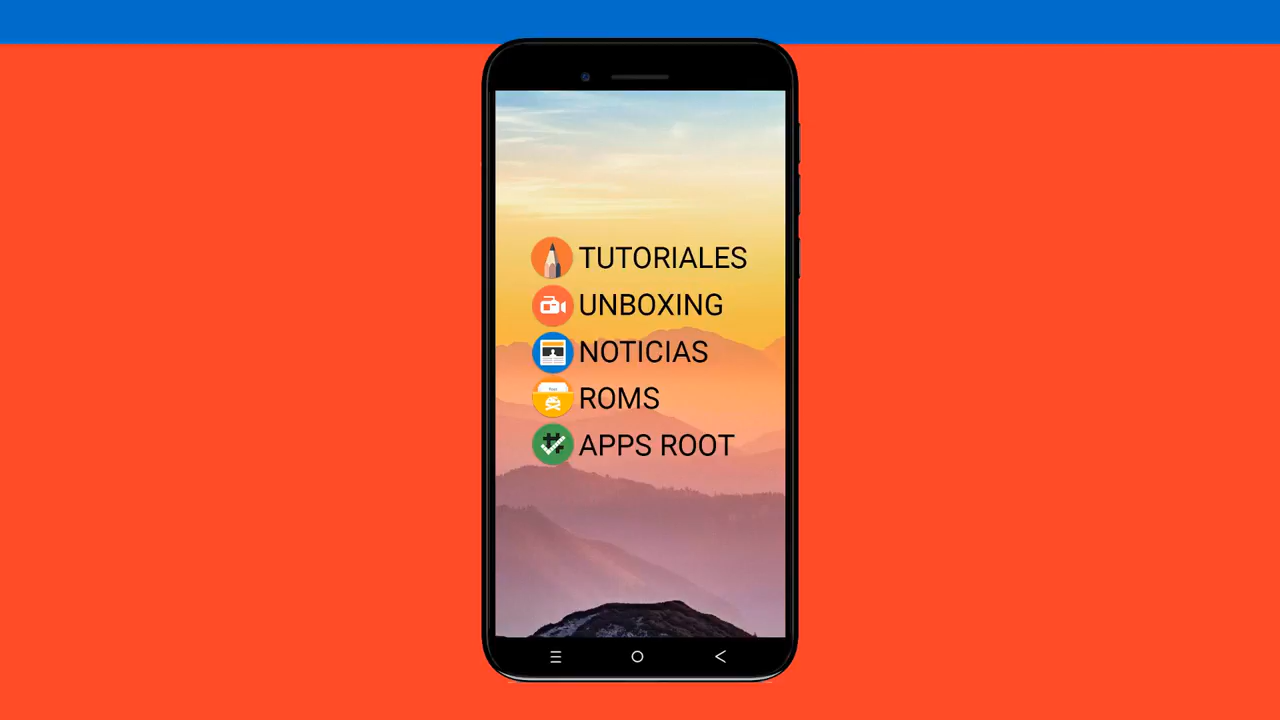 TUTORIALES
UNBOXING
NOTICIAS
ROMS
APPS ROOT